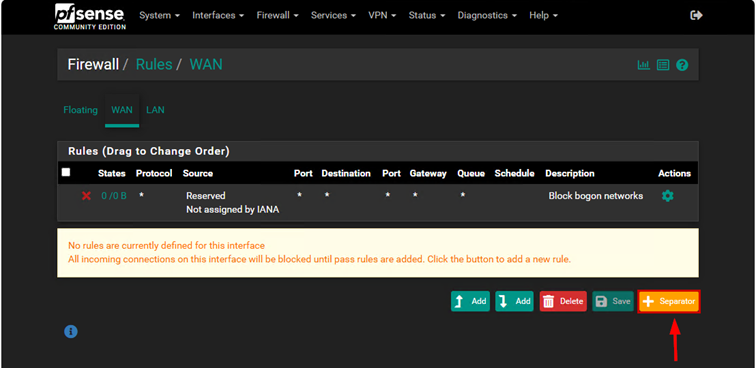 pfsense
COMMUNITY EDITION
System Interfaces Firewall Services VPN Status Diagnostics Help
Firewall / Rules / WAN
Floating WAN LAN
Rules (Drag to Change Order)
States Protocol Source Port Destination Port Gateway Queue Schedule Description Actions
0 /0 B * Reserved * * * * * Block bogon networks
Not assigned by IANA
No rules are currently defined for this interface
All incoming connections on this interface will be blocked until pass rules are added. Click the button to add a new rule.
Add Add Delete Save Separator